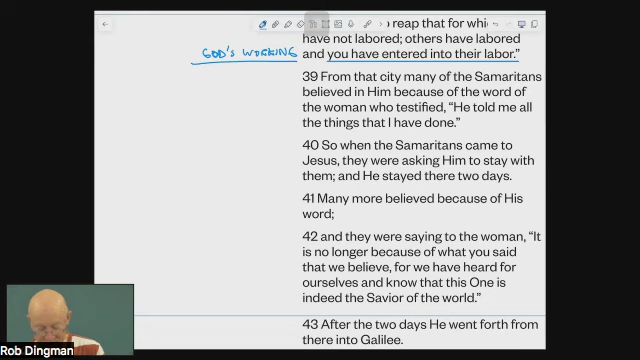 reap that for
have not labored; others have labored
GOD'S WORKING
and you have entered into their labor."
39 From that city many of the Samaritans
believed in Him because of the word of
the woman who testified, "He told me all
the things that I have done."
40 So when the Samaritans came to
Jesus, they were asking Him to stay with
them; and He stayed there two days.
41 Many more believed because of His
word;
42 and they were saying to the woman, "It
is no longer because of what you said
that we believe, for we have heard for
ourselves and know that this One is
indeed the Savior of the world."
43 After the two days He went forth from
there into Galilee.
Rob Dingman